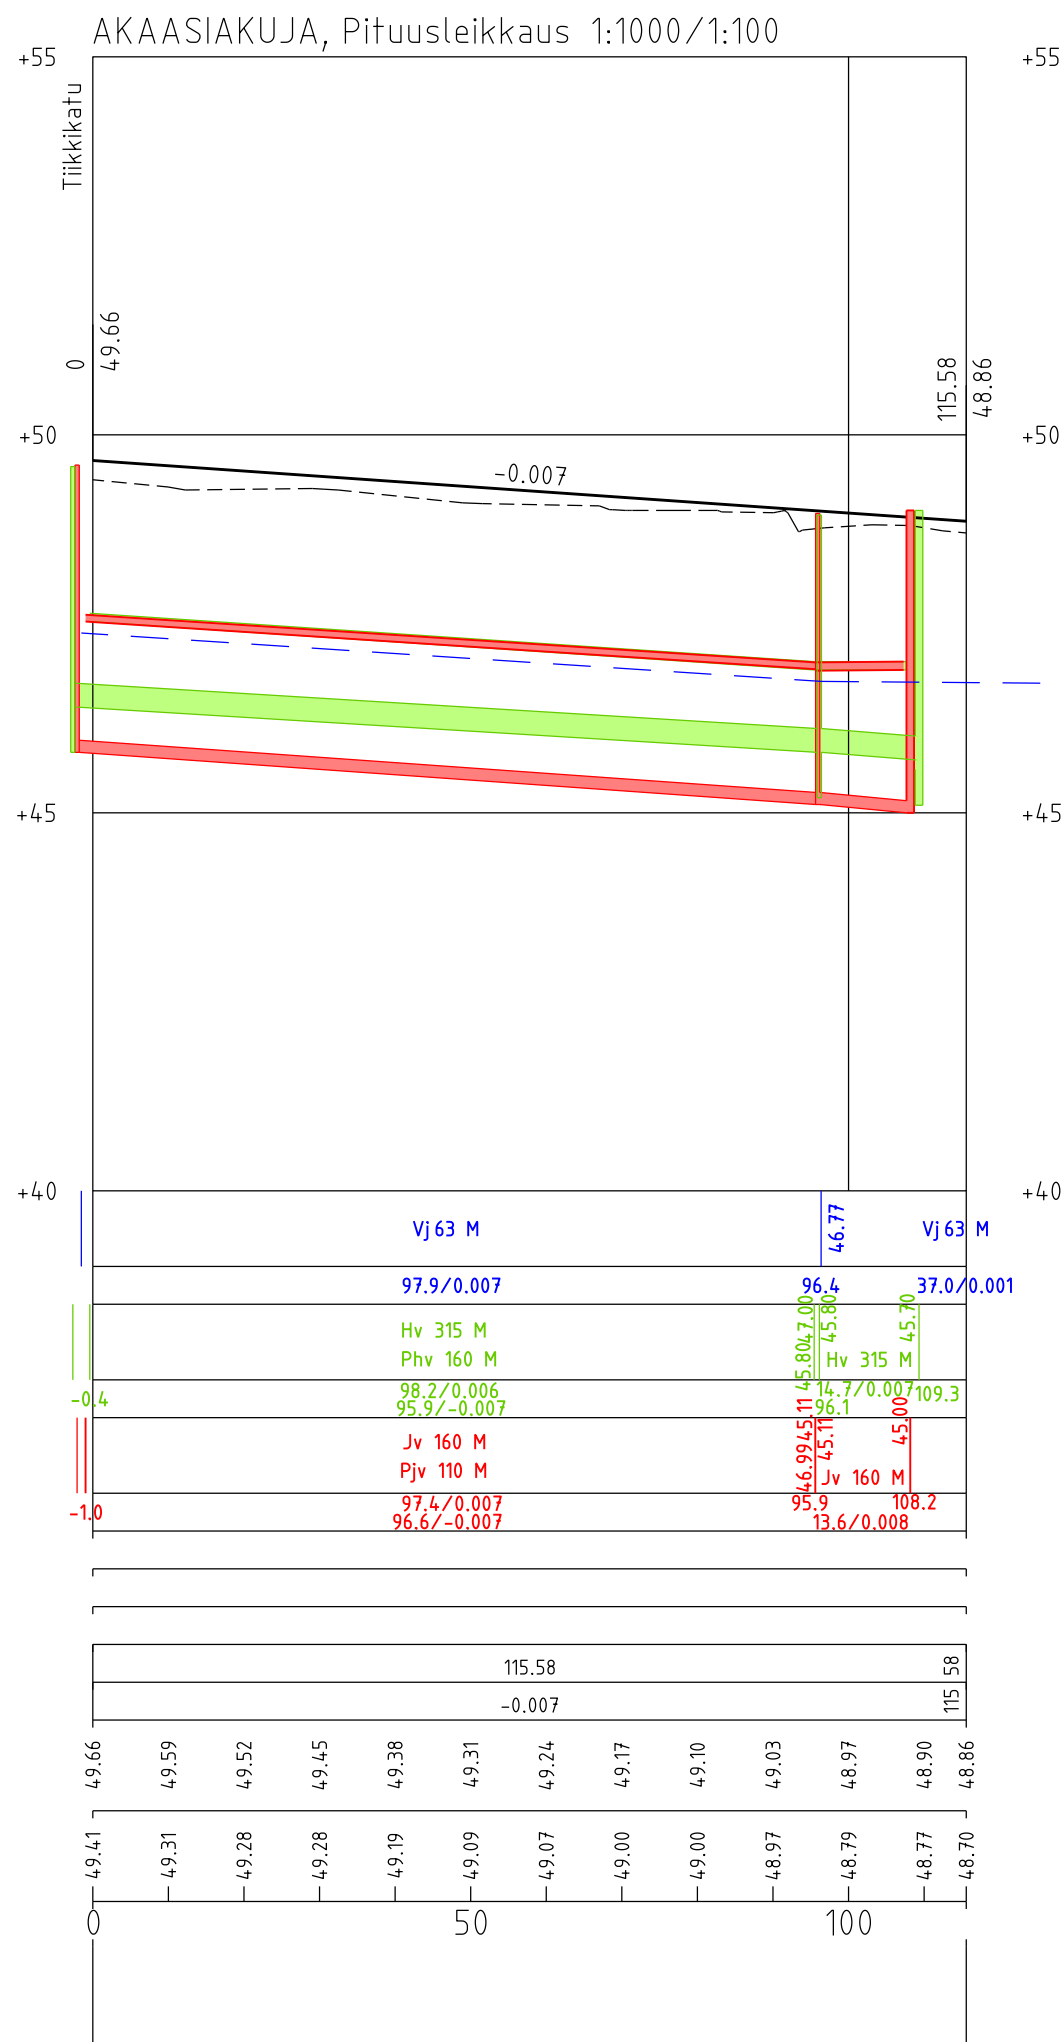 AKAASIAKUJA, Pituusleikkaus 1:1000/1:100
+55 +55
Tiikkikatu
0
49.66
115.58
48.86
+50 +50
-0.007
+45 +45
+40 +40
Vj 63 M 46.77 Vj 63 M
97.9/0.007 96.4 37.0/0.001
45.80 47.00 45.80 45.70
Hv 315 M
Phv 160 M Hv 315 M
-0.4 98.2/0.006 14.7/0.007 109.3
95.9/-0.007 96.1
46.99 45.11 45.11 45.00
Jv 160 M
Pjv 110 M Jv 160 M
-1.0 97.4/0.007 95.9 108.2
96.6/-0.007 13.6/0.008
115.58 115 58
-0.007
49.66 49.59 49.52 49.45 49.38 49.31 49.24 49.17 49.10 49.03 48.97 48.90 48.86
49.41 49.31 49.28 49.28 49.19 49.09 49.07 49.00 49.00 48.97 48.79 48.77 48.70
0 50 100